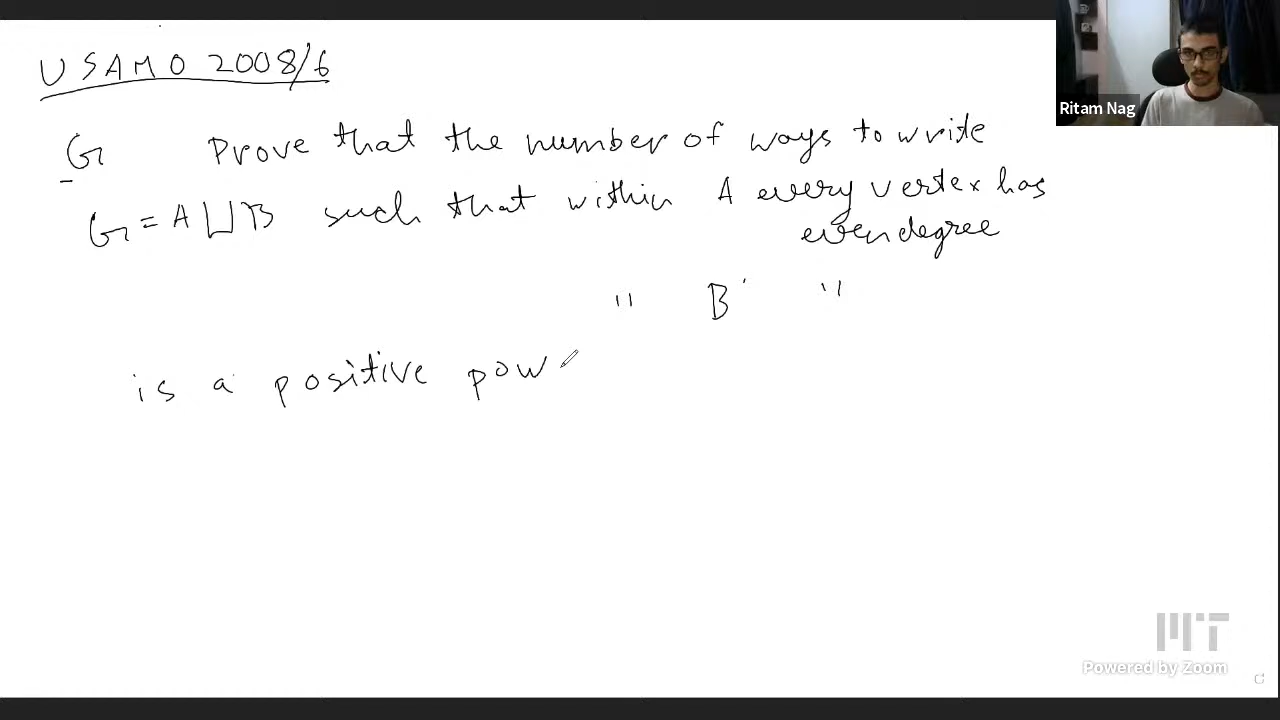 USAMO 2008/6
Ritam Nag
G Prove that the number of ways to write
G = A ⊔ B such that within A every vertex has
even degree
" B "
is a positive pow
MIT
Powered by Zoom